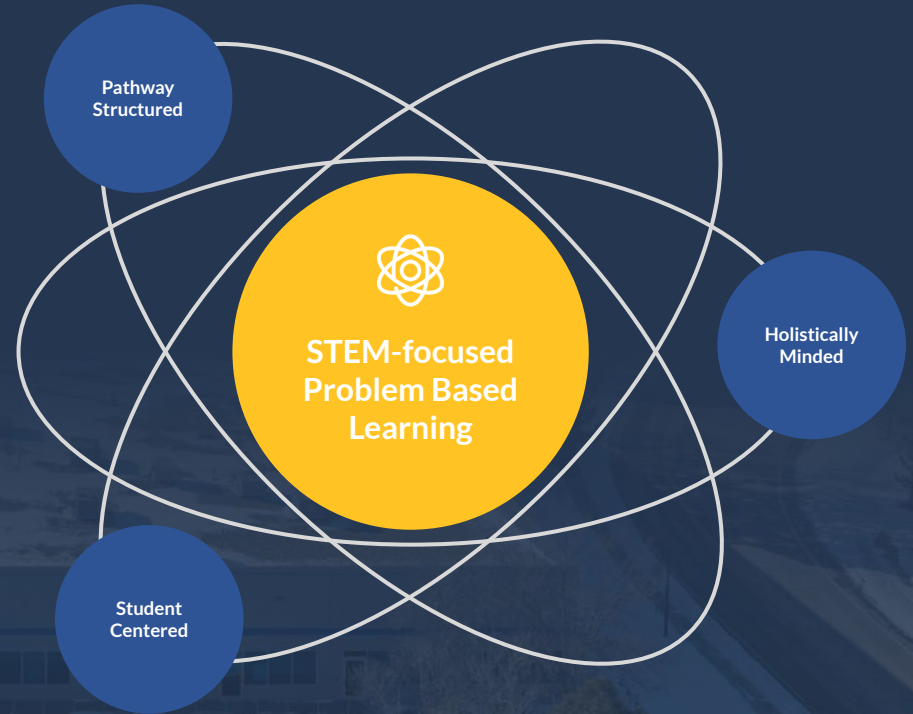 Pathway
Structured
STEM-focused
Problem Based
Learning
Holistically
Minded
Student
Centered